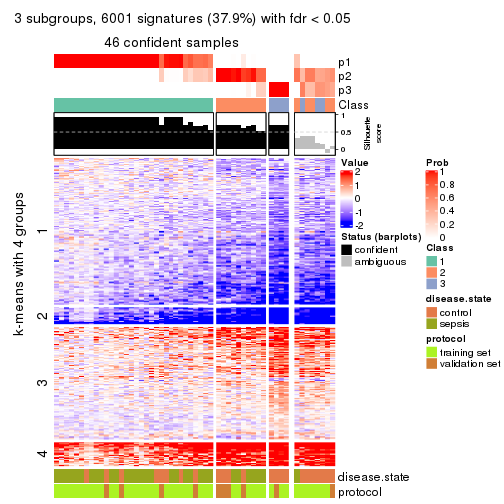 3 subgroups, 6001 signatures (37.9%) with fdr < 0.05
46 confident samples
p1
p2
p3
Class
1
0.5
0
Silhouette
score
k-means with 4 groups
1
2
3
4
disease.state
protocol
Value
2
1
0
-1
-2
Status (barplots)
confident
ambiguous
Prob
1
0.8
0.6
0.4
0.2
0
Class
1
2
3
disease.state
control
sepsis
protocol
training set
validation set